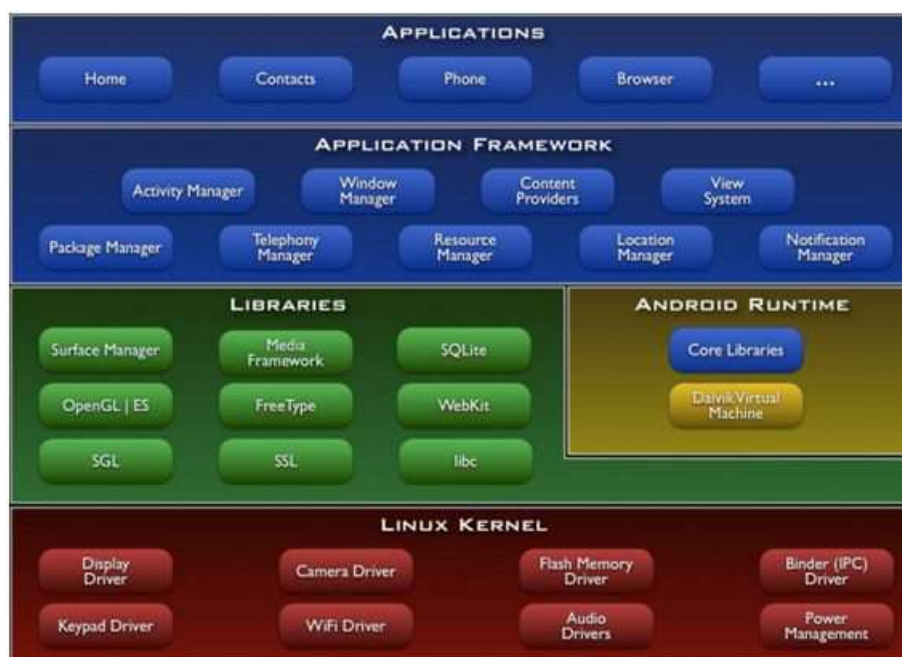 APPLICATIONS
Home
Contacts
Phone
Browser
...
APPLICATION FRAMEWORK
Activity Manager
Window
Manager
Content
Providers
View
System
Package Manager
Telephony
Manager
Resource
Manager
Location
Manager
Notification
Manager
LIBRARIES
Surface Manager
Media
Framework
SQLite
OpenGL | ES
FreeType
WebKit
SGL
SSL
libc
ANDROID RUNTIME
Core Libraries
Dalvik Virtual
Machine
LINUX KERNEL
Display
Driver
Camera Driver
Flash Memory
Driver
Binder (IPC)
Driver
Keypad Driver
WiFi Driver
Audio
Drivers
Power
Management